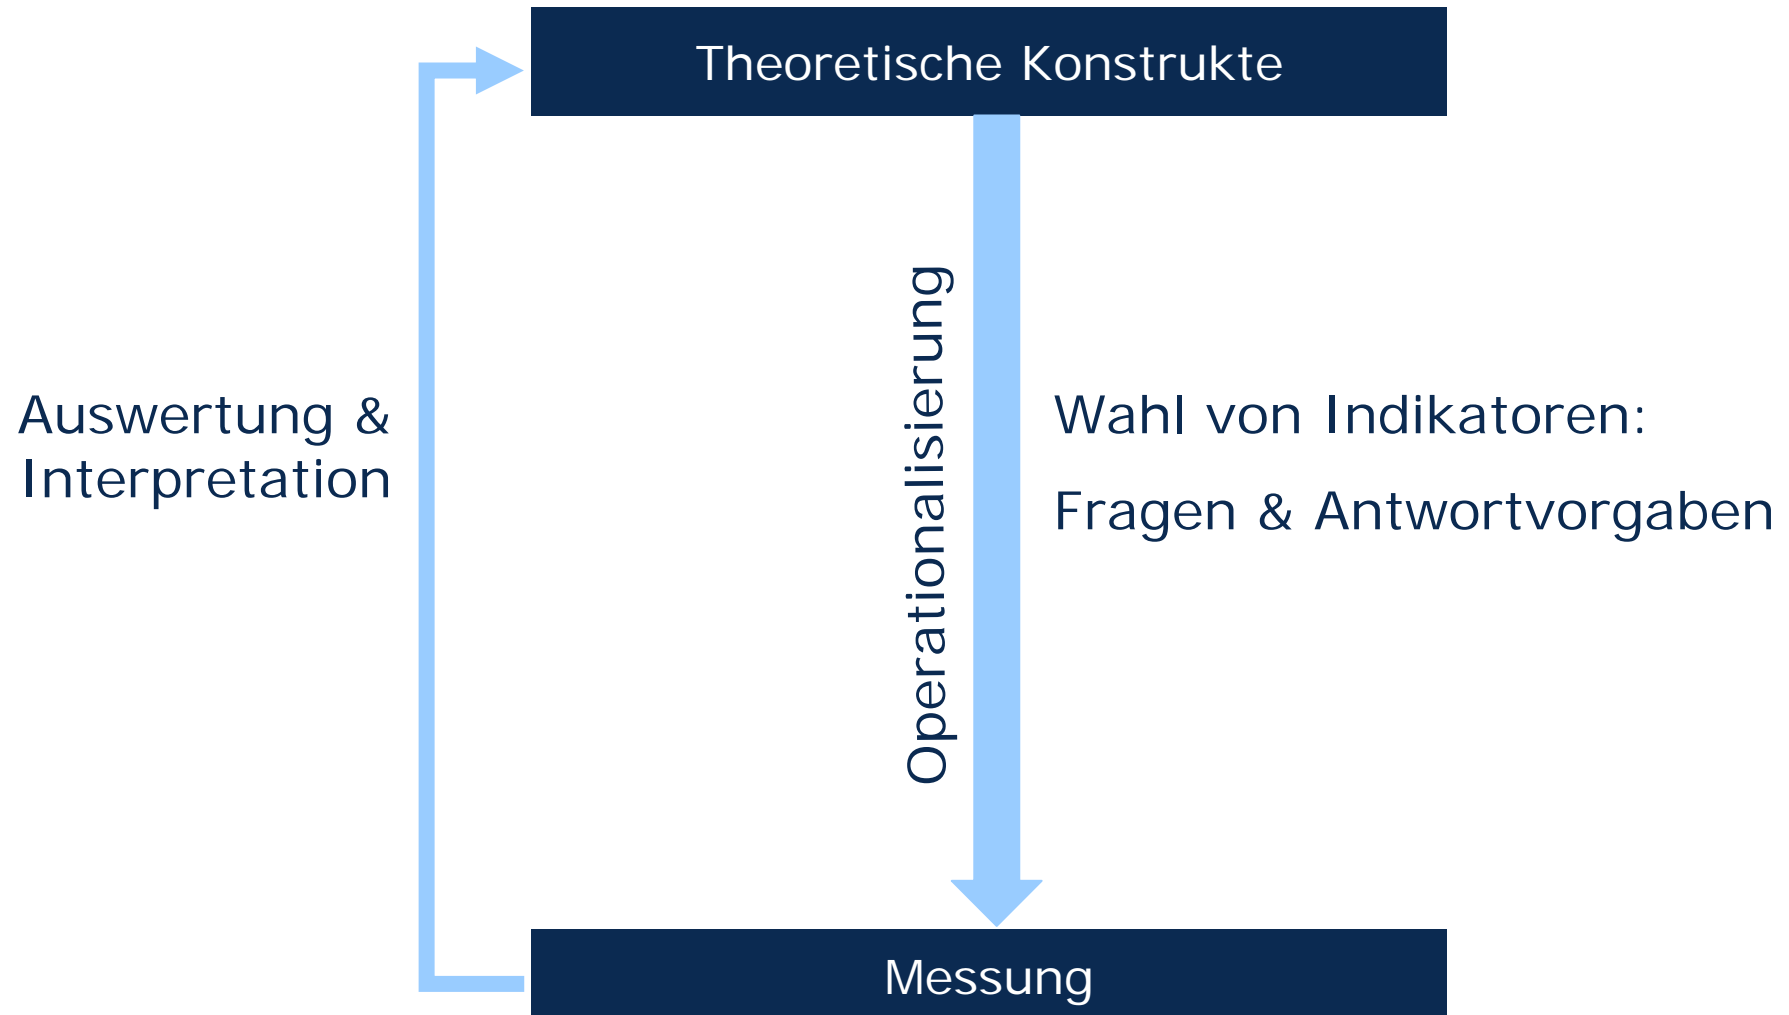 Theoretische Konstrukte
Auswertung &
Interpretation
Operationalisierung
Wahl von Indikatoren:
Fragen & Antwortvorgaben
Messung